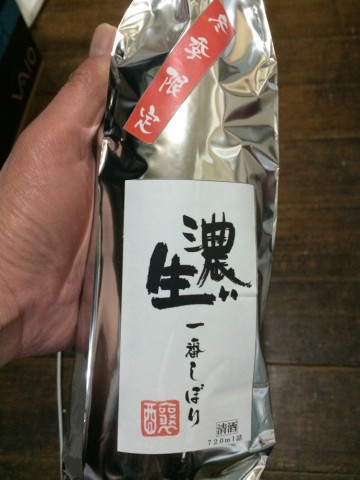 冬季限定
濃い
生
一番しぼり
清酒
720ml詰
VAIO